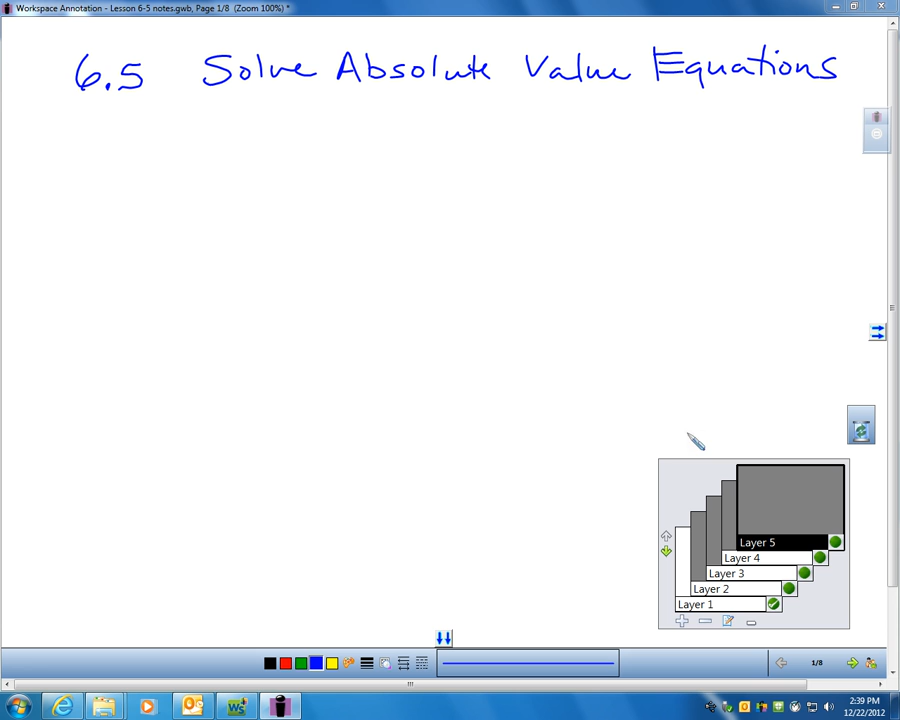 Workspace Annotation - Lesson 6-5 notes.gwb, Page 1/8 (Zoom 100%) *
6.5 Solve Absolute Value Equations
Layer 5
Layer 4
Layer 3
Layer 2
Layer 1
1/8
2:39 PM
12/22/2012